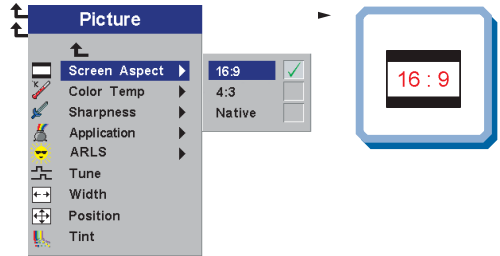 Picture
Screen Aspect
Color Temp
Sharpness
Application
ARLS
Tune
Width
Position
Tint
16:9
4:3
Native
16 : 9